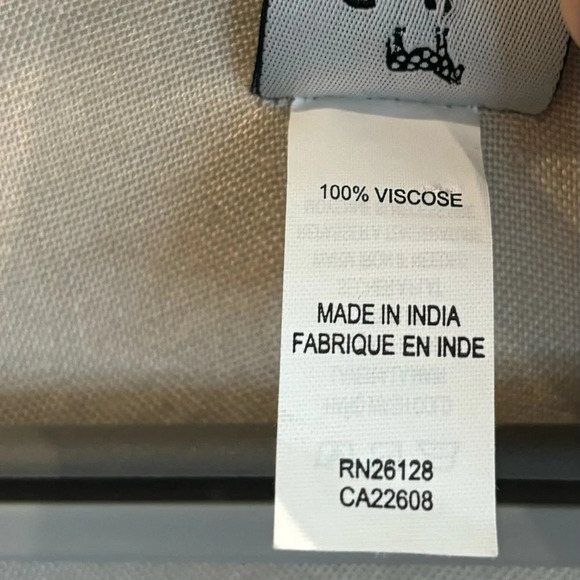 100% VISCOSE
MADE IN INDIA
FABRIQUE EN INDE
RN26128
CA22608